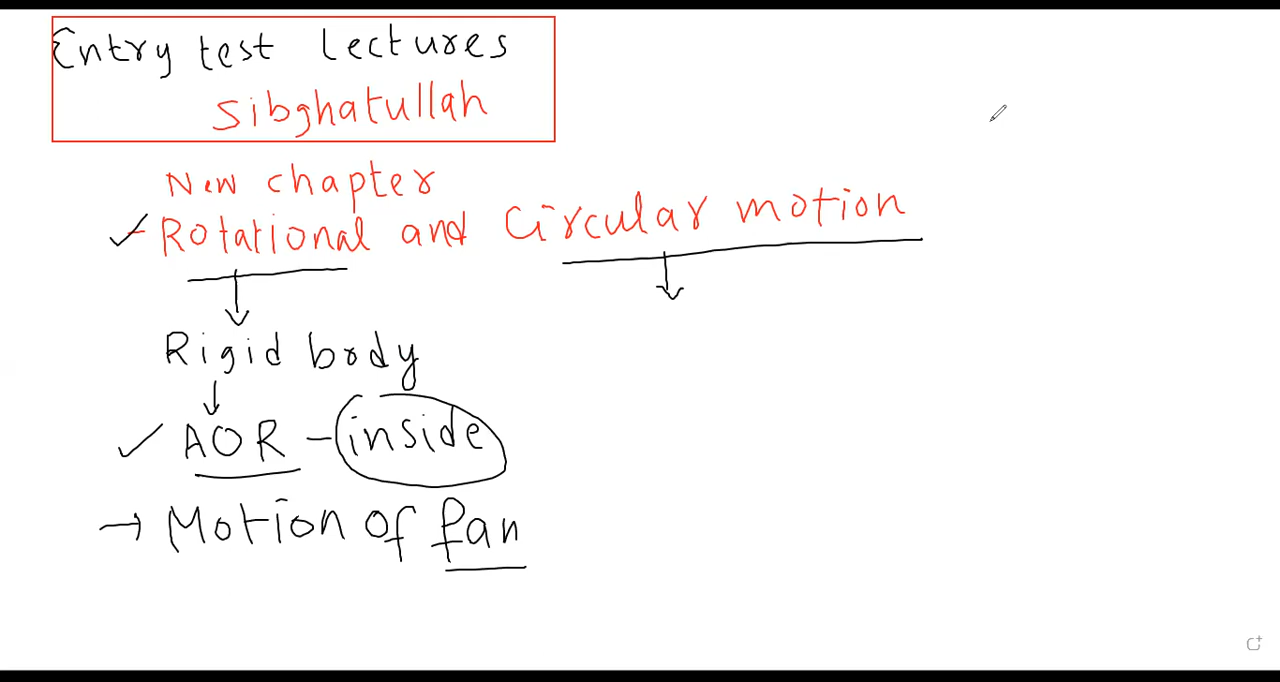 Entry test Lectures
Sibghatullah
New chapter
Rotational and Circular motion
Rigid body
AOR - inside
→ Motion of fan